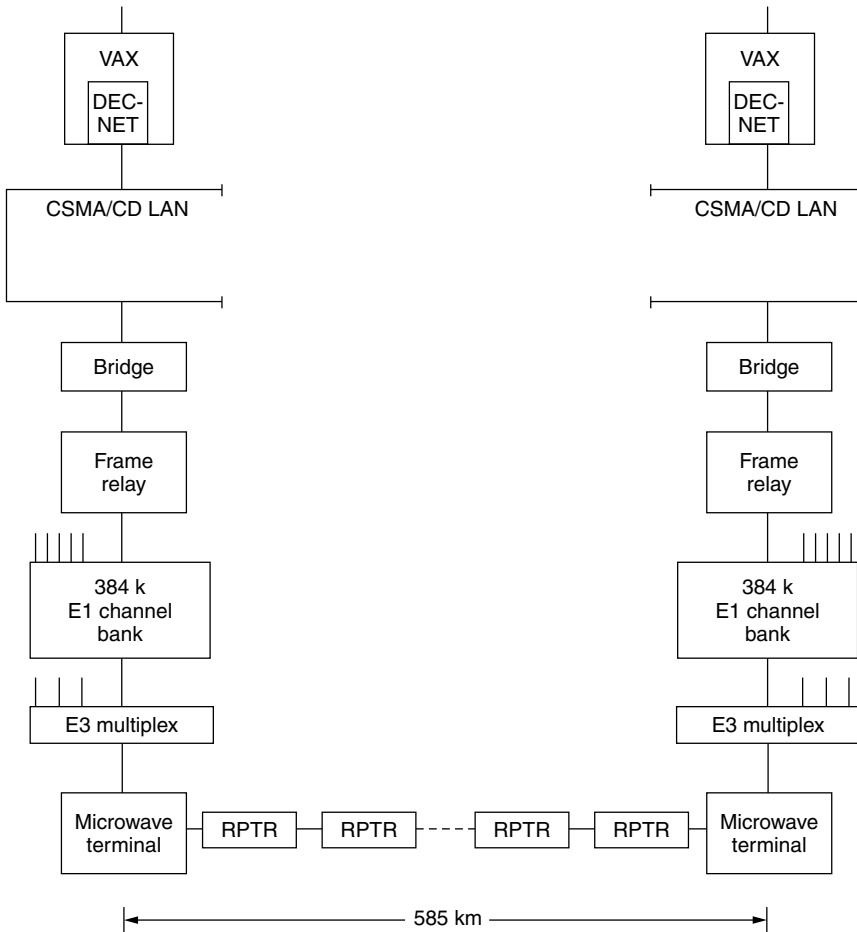 VAX
DEC-
NET
CSMA/CD LAN
Bridge
Frame
relay
384 k
E1 channel
bank
E3 multiplex
Microwave
terminal
RPTR
RPTR
RPTR
RPTR
VAX
DEC-
NET
CSMA/CD LAN
Bridge
Frame
relay
384 k
E1 channel
bank
E3 multiplex
Microwave
terminal
585 km